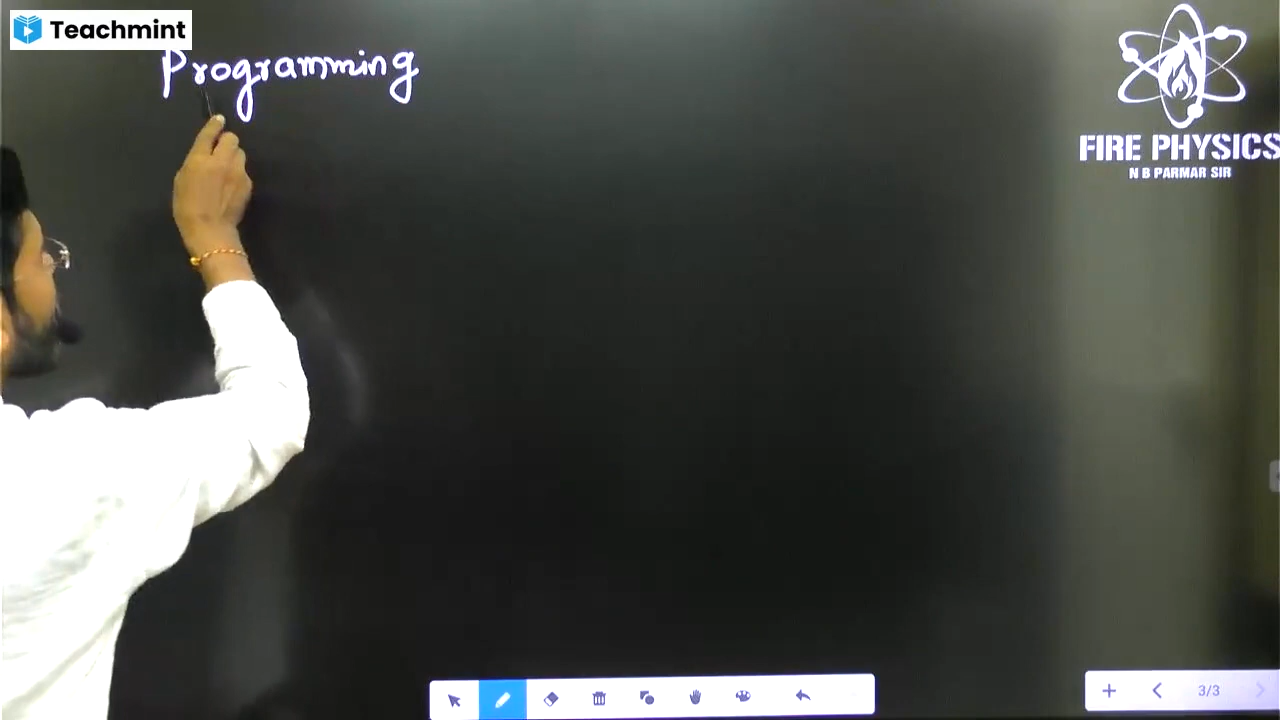 Teachmint
Programming
FIRE PHYSICS
N B PARMAR SIR
3/3